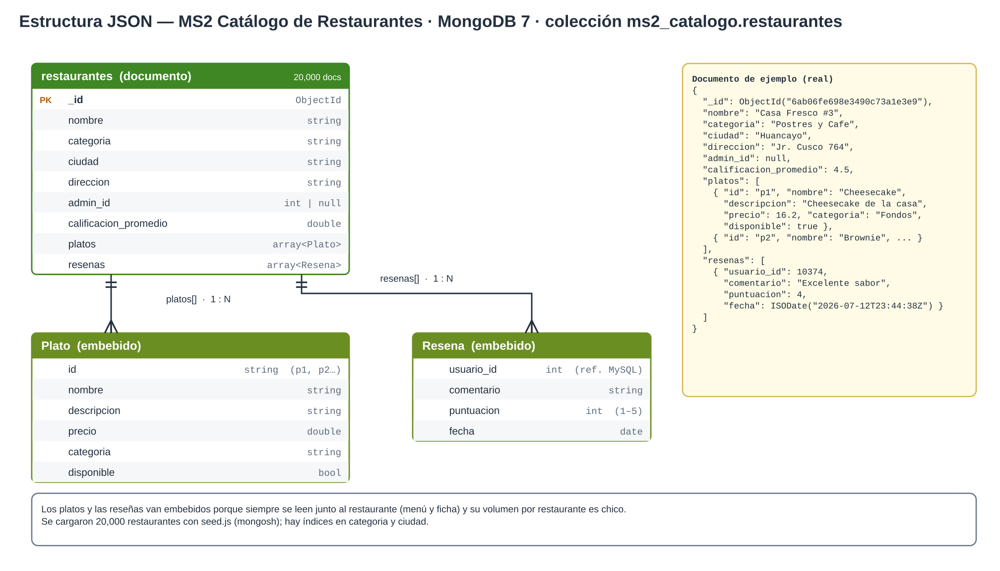 Estructura JSON — MS2 Catálogo de Restaurantes · MongoDB 7 · colección ms2_catalogo.restaurantes
restaurantes (documento) 20,000 docs
PK _id ObjectId
nombre string
categoria string
ciudad string
direccion string
admin_id int | null
calificacion_promedio double
platos array<Plato>
resenas array<Resena>
platos[] · 1 : N
resenas[] · 1 : N
Plato (embebido)
id string (p1, p2…)
nombre string
descripcion string
precio double
categoria string
disponible bool
Resena (embebido)
usuario_id int (ref. MySQL)
comentario string
puntuacion int (1–5)
fecha date
Documento de ejemplo (real)
{
  "_id": ObjectId("6ab06fe698e3490c73a1e3e9"),
  "nombre": "Casa Fresco #3",
  "categoria": "Postres y Cafe",
  "ciudad": "Huancayo",
  "direccion": "Jr. Cusco 764",
  "admin_id": null,
  "calificacion_promedio": 4.5,
  "platos": [
    { "id": "p1", "nombre": "Cheesecake",
      "descripcion": "Cheesecake de la casa",
      "precio": 16.2, "categoria": "Fondos",
      "disponible": true },
    { "id": "p2", "nombre": "Brownie", ... }
  ],
  "resenas": [
    { "usuario_id": 10374,
      "comentario": "Excelente sabor",
      "puntuacion": 4,
      "fecha": ISODate("2026-07-12T23:44:38Z") }
  ]
}
Los platos y las reseñas van embebidos porque siempre se leen junto al restaurante (menú y ficha) y su volumen por restaurante es chico.
Se cargaron 20,000 restaurantes con seed.js (mongosh); hay índices en categoria y ciudad.